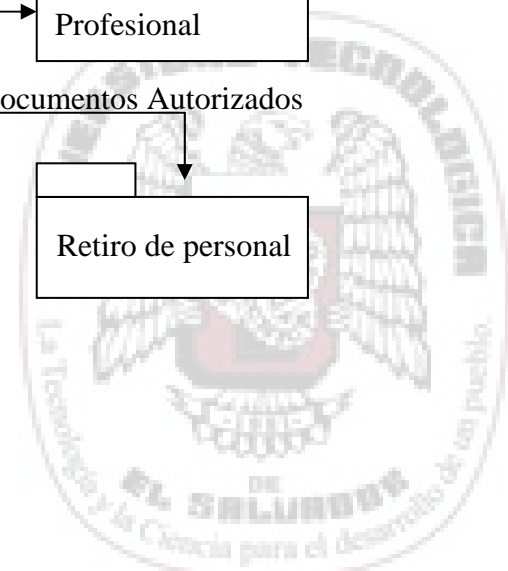 Profesional
ocumentos Autorizados
Retiro de personal
TECNOLOGICA
La Tecnología y la Ciencia para el desarrollo de un pueblo.
DE
EL SALVADOR